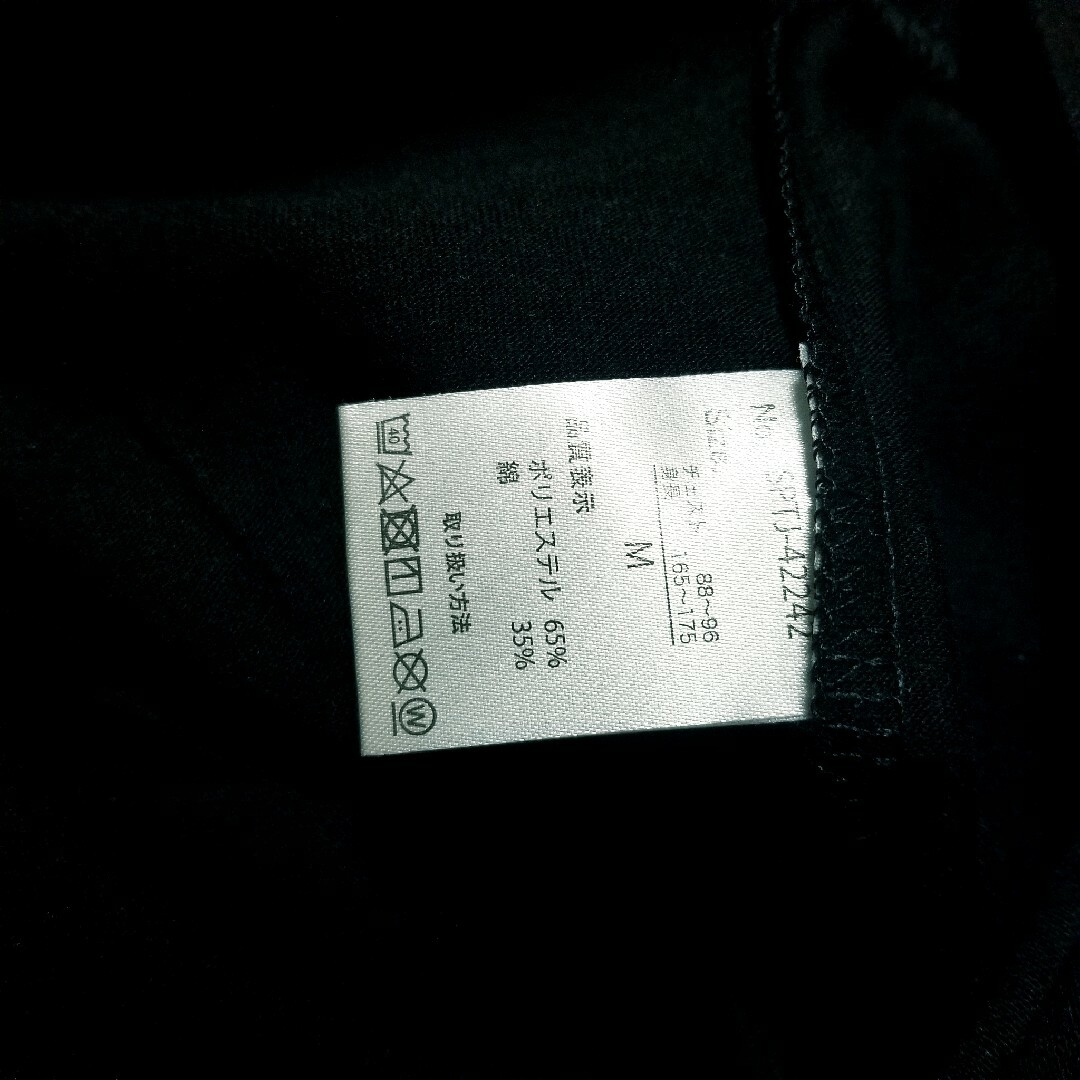 No. SPTJ-42242
Size.
チェスト 88~96
身長 165~175
M
品質表示
ポリエステル 65%
綿 35%
取り扱い方法
40 W